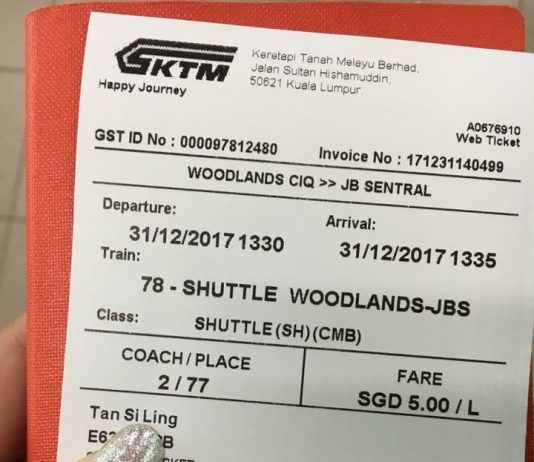 KTM
Keretapi Tanah Melayu Berhad,
Jalan Sultan Hishamuddin,
50621 Kuala Lumpur.
Happy Journey
A0676910
Web Ticket
GST ID No : 000097812480
Invoice No : 171231140499
WOODLANDS CIQ >> JB SENTRAL
Departure:
Arrival:
31/12/2017 1330
31/12/2017 1335
Train:
78 - SHUTTLE WOODLANDS-JBS
Class:
SHUTTLE (SH) (CMB)
COACH / PLACE
FARE
2 / 77
SGD 5.00 / L
Tan Si Ling